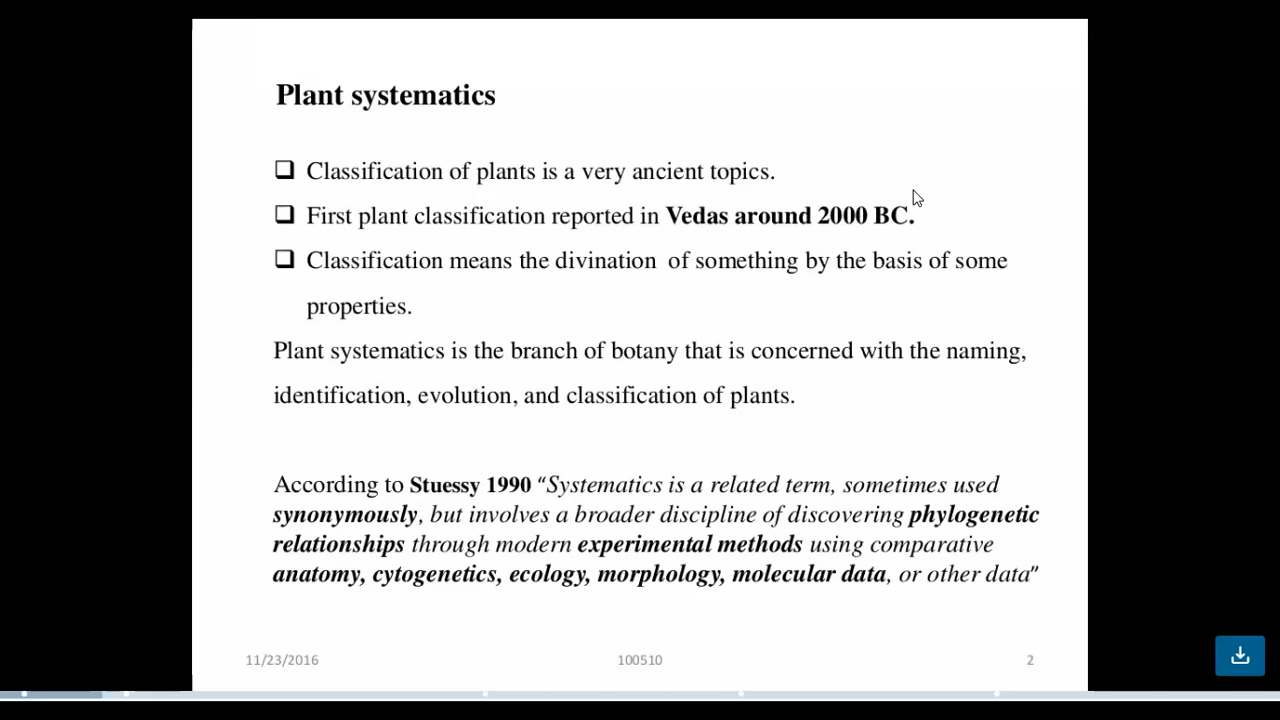 Plant systematics
Classification of plants is a very ancient topics.
First plant classification reported in Vedas around 2000 BC.
Classification means the divination of something by the basis of some
properties.
Plant systematics is the branch of botany that is concerned with the naming,
identification, evolution, and classification of plants.
According to Stuessy 1990 “Systematics is a related term, sometimes used
synonymously, but involves a broader discipline of discovering phylogenetic
relationships through modern experimental methods using comparative
anatomy, cytogenetics, ecology, morphology, molecular data, or other data”
11/23/2016 100510 2